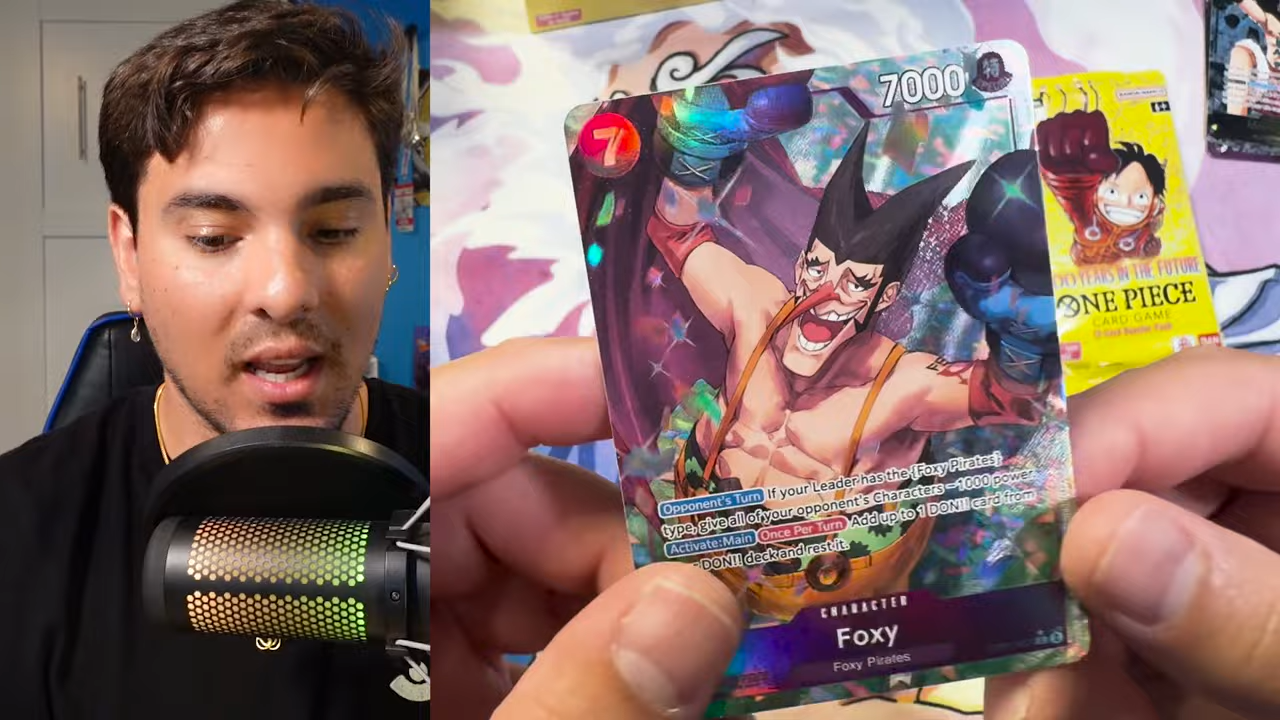 7
7000
特
Opponent's Turn If your Leader has the {Foxy Pirates}
type, give all of your opponent's Characters −1000 power.
Activate:Main Once Per Turn Add up to 1 DON!! card from
DON!! deck and rest it.
CHARACTER
Foxy
Foxy Pirates
YEARS IN THE FUTURE
ONE PIECE
CARD GAME